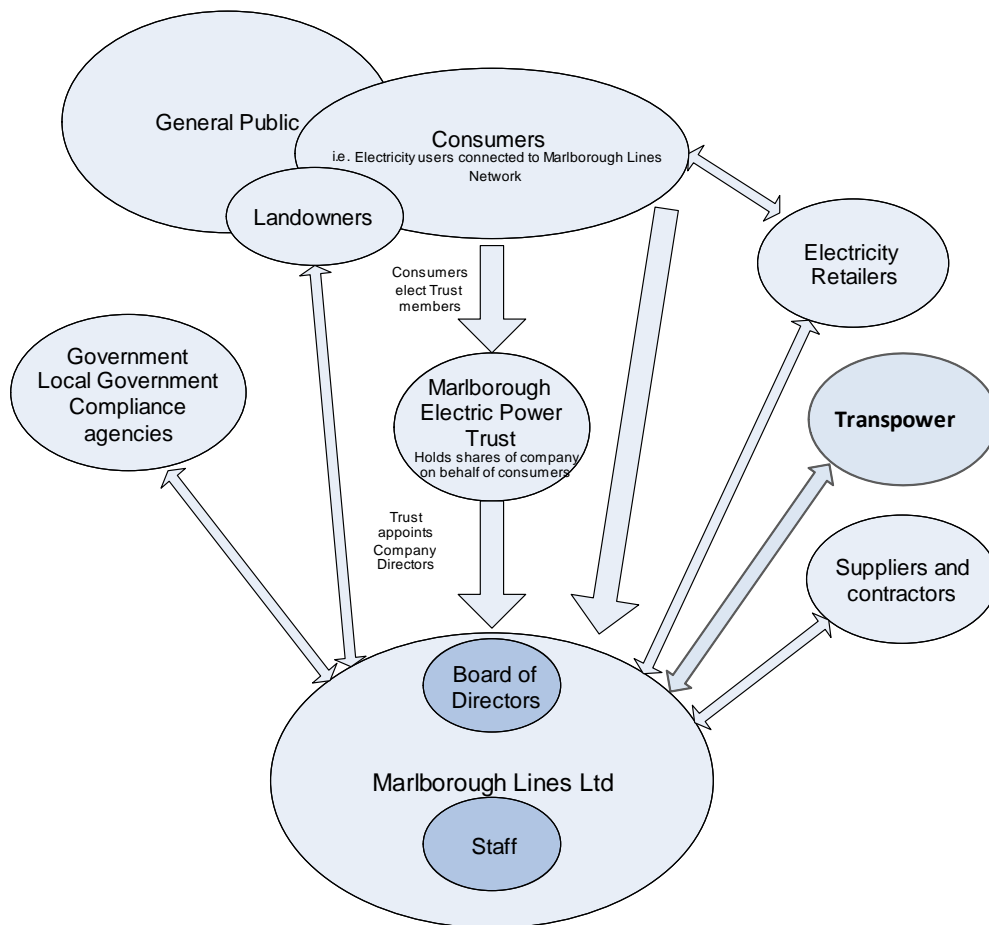 General Public
Consumers
i.e. Electricity users connected to Marlborough Lines
Network
Landowners
Electricity
Retailers
Consumers
elect Trust
members
Government
Local Government
Compliance
agencies
Marlborough
Electric Power
Trust
Holds shares of company
on behalf of consumers
Transpower
Trust
appoints
Company
Directors
Suppliers and
contractors
Board of
Directors
Marlborough Lines Ltd
Staff